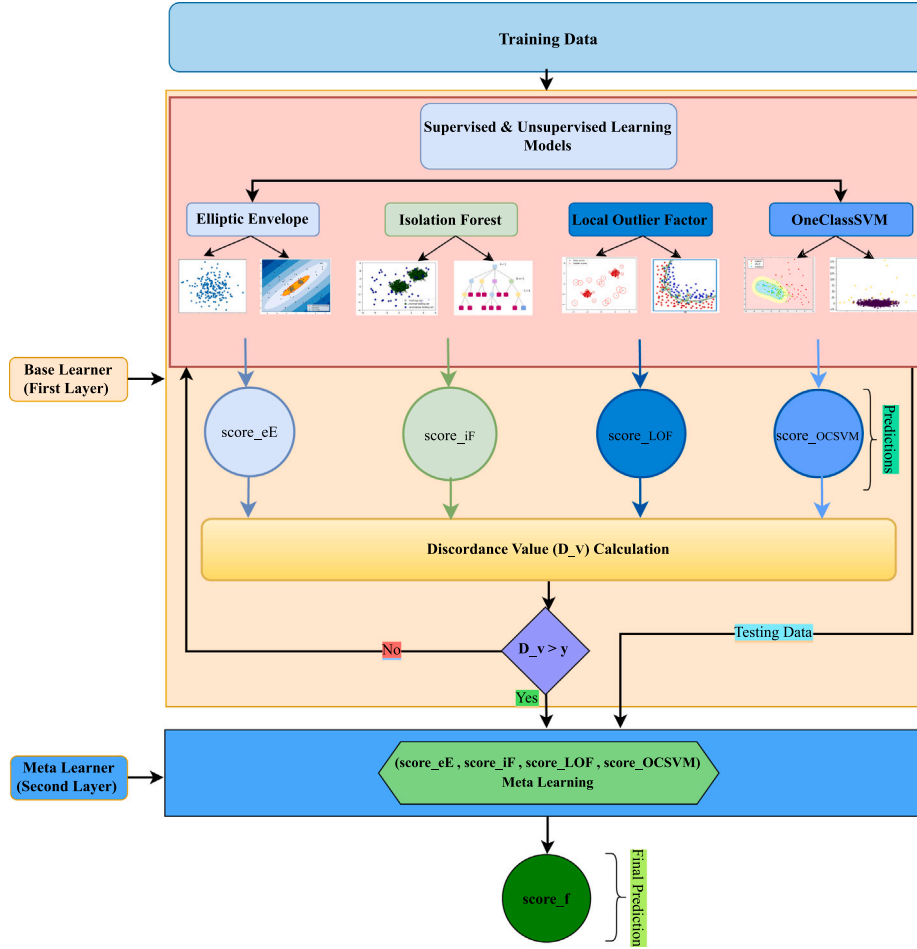 Training Data
Supervised & Unsupervised Learning
Models
Elliptic Envelope
Isolation Forest
Local Outlier Factor
OneClassSVM
Base Learner
(First Layer)
score_eE
score_iF
score_LOF
score_OCSVM
Predictions
Discordance Value (D_V) Calculation
D_v > y
No
Yes
Testing Data
Meta Learner
(Second Layer)
(score_eE , score_iF , score_LOF , score_OCSVM)
Meta Learning
score_f
Final Prediction